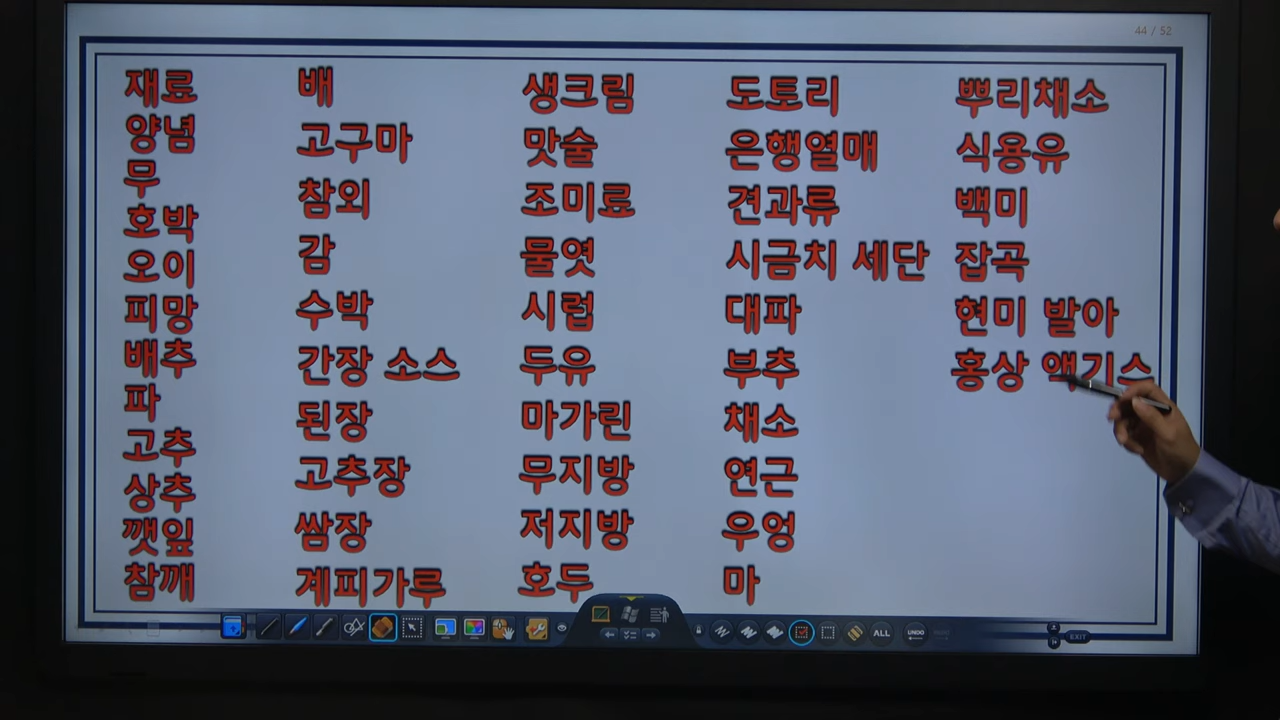 44 / 52
재료
양념
무
호박
오이
피망
배추
파
고추
상추
깻잎
참깨
배
고구마
참외
감
수박
간장 소스
된장
고추장
쌈장
계피가루
생크림
맛술
조미료
물엿
시럽
두유
마가린
무지방
저지방
호두
도토리
은행열매
견과류
시금치 세단
대파
부추
채소
연근
우엉
마
뿌리채소
식용유
백미
잡곡
현미 발아
홍상 액기스
ALL
UNDO
EXIT